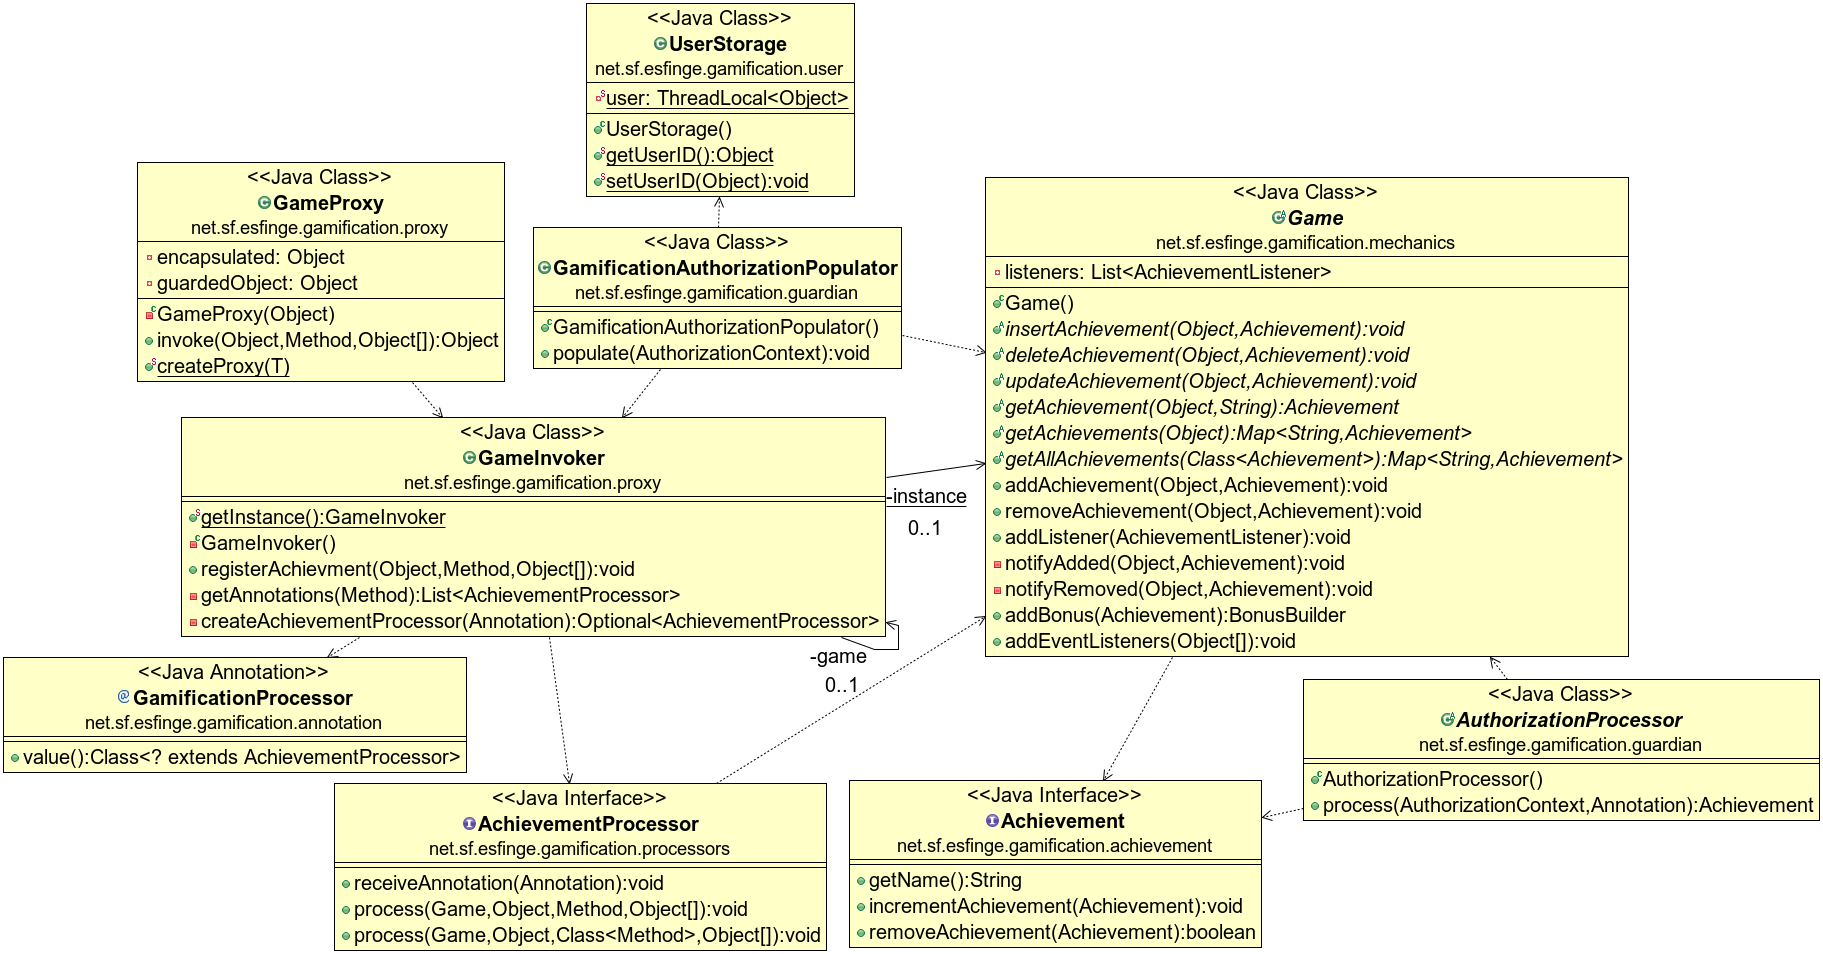 <<Java Class>>
UserStorage
net.sf.esfinge.gamification.user
user: ThreadLocal<Object>
UserStorage()
getUserID():Object
setUserID(Object):void
<<Java Class>>
GameProxy
net.sf.esfinge.gamification.proxy
encapsulated: Object
guardedObject: Object
GameProxy(Object)
invoke(Object,Method,Object[]):Object
createProxy(T)
<<Java Class>>
GamificationAuthorizationPopulator
net.sf.esfinge.gamification.guardian
GamificationAuthorizationPopulator()
populate(AuthorizationContext):void
<<Java Class>>
Game
net.sf.esfinge.gamification.mechanics
listeners: List<AchievementListener>
Game()
insertAchievement(Object,Achievement):void
deleteAchievement(Object,Achievement):void
updateAchievement(Object,Achievement):void
getAchievement(Object,String):Achievement
getAchievements(Object):Map<String,Achievement>
getAllAchievements(Class<Achievement>):Map<String,Achievement>
addAchievement(Object,Achievement):void
removeAchievement(Object,Achievement):void
addListener(AchievementListener):void
notifyAdded(Object,Achievement):void
notifyRemoved(Object,Achievement):void
addBonus(Achievement):BonusBuilder
addEventListeners(Object[]):void
<<Java Class>>
GameInvoker
net.sf.esfinge.gamification.proxy
getInstance():GameInvoker
GameInvoker()
registerAchievment(Object,Method,Object[]):void
getAnnotations(Method):List<AchievementProcessor>
createAchievementProcessor(Annotation):Optional<AchievementProcessor>
-instance
0..1
-game
0..1
<<Java Annotation>>
GamificationProcessor
net.sf.esfinge.gamification.annotation
value():Class<? extends AchievementProcessor>
<<Java Interface>>
AchievementProcessor
net.sf.esfinge.gamification.processors
receiveAnnotation(Annotation):void
process(Game,Object,Method,Object[]):void
process(Game,Object,Class<Method>,Object[]):void
<<Java Interface>>
Achievement
net.sf.esfinge.gamification.achievement
getName():String
incrementAchievement(Achievement):void
removeAchievement(Achievement):boolean
<<Java Class>>
AuthorizationProcessor
net.sf.esfinge.gamification.guardian
AuthorizationProcessor()
process(AuthorizationContext,Annotation):Achievement